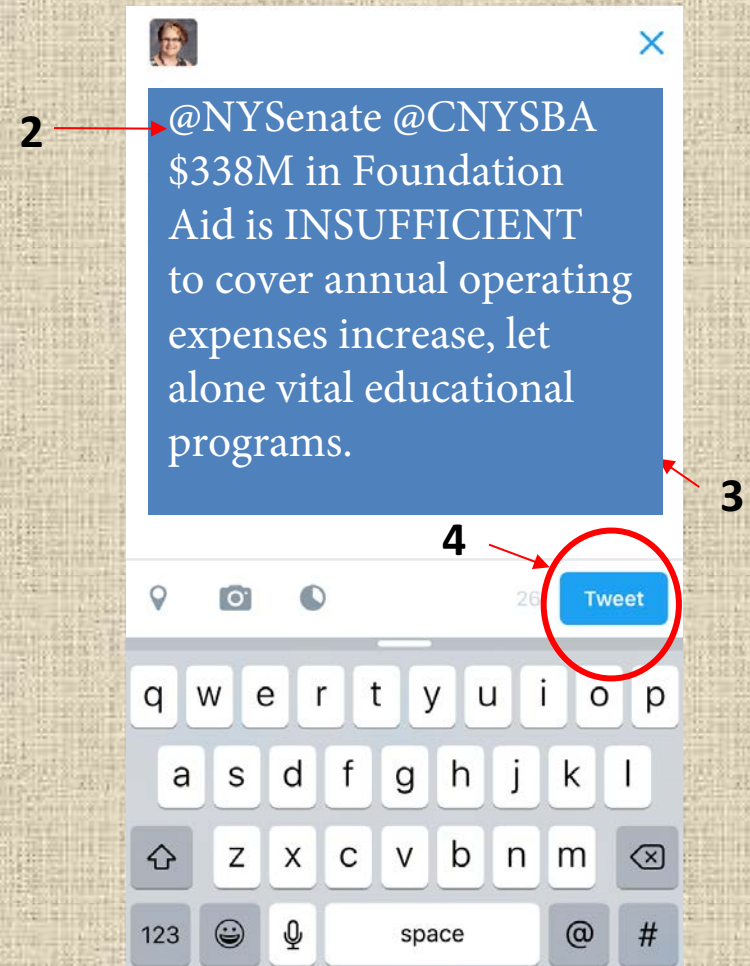 2
@NYSenate @CNYSBA
$338M in Foundation
Aid is INSUFFICIENT
to cover annual operating
expenses increase, let
alone vital educational
programs.
3
4
26 Tweet
q w e r t y u i o p
a s d f g h j k l
z x c v b n m
123 space @ #